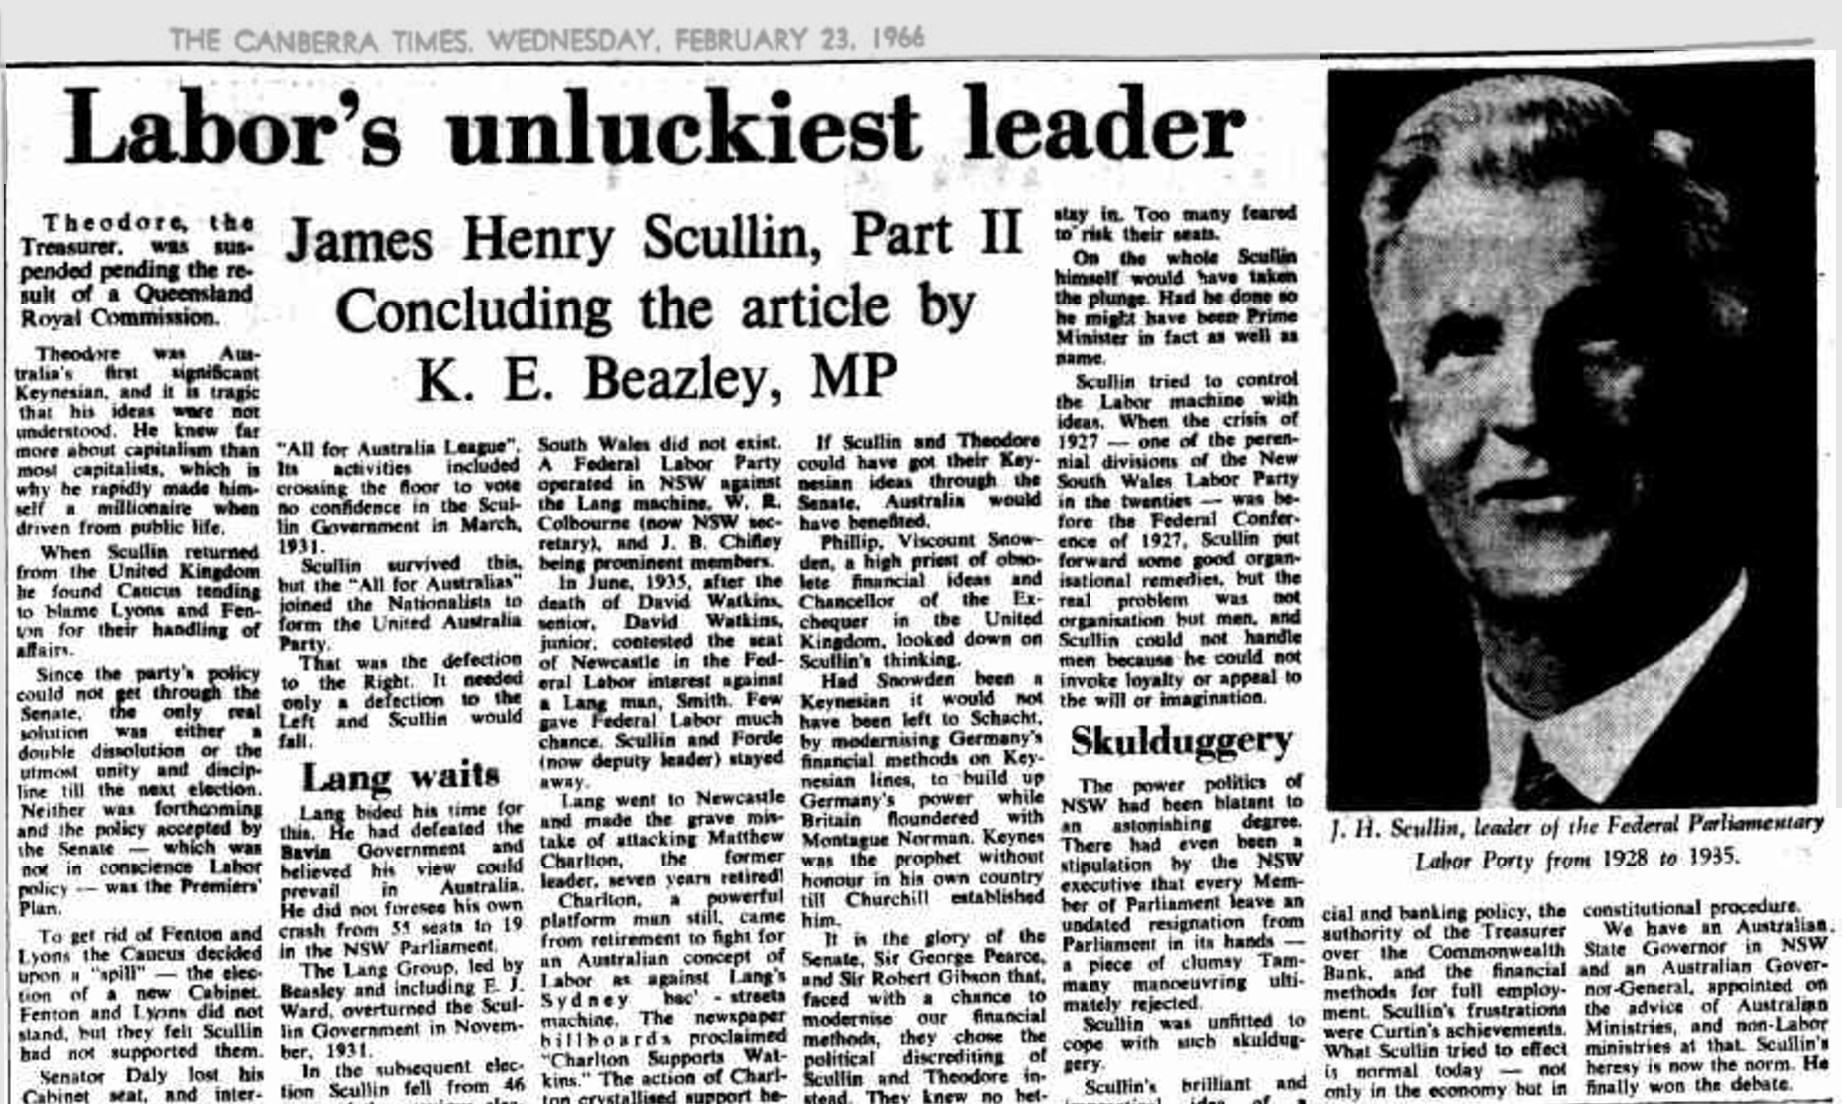 THE CANBERRA TIMES, WEDNESDAY, FEBRUARY 23, 1966
Labor's unluckiest leader
James Henry Scullin, Part II
Concluding the article by
K. E. Beazley, MP
Theodore, the
Treasurer, was sus-
pended pending the re-
sult of a Queensland
Royal Commission.
Theodore was Aus-
tralia's first significant
Keynesian, and it is tragic
that his ideas were not
understood. He knew far
more about capitalism than
most capitalists, which is
why he rapidly made him-
self a millionaire when
driven from public life.
When Scullin returned
from the United Kingdom
he found Caucus tending
to blame Lyons and Fen-
ton for their handling of
affairs.
Since the party's policy
could not get through the
Senate, the only real
solution was either a
double dissolution or the
utmost unity and discip-
line till the next election.
Neither was forthcoming
and the policy accepted by
the Senate — which was
not in conscience Labor
policy — was the Premiers'
Plan.
To get rid of Fenton and
Lyons the Caucus decided
upon a "spill" — the elec-
tion of a new Cabinet.
Fenton and Lyons did not
stand, but they felt Scullin
had not supported them.
Senator Daly lost his
Cabinet seat, and inter-
"All for Australia League".
Its activities included
crossing the floor to vote
no confidence in the Scul-
lin Government in March,
1931.
Scullin survived this,
but the "All for Australias"
joined the Nationalists to
form the United Australia
Party.
That was the defection
to the Right. It needed
only a defection to the
Left and Scullin would
fall.
Lang waits
Lang bided his time for
this. He had defeated the
Bavin Government and
believed his view could
prevail in Australia.
He did not foresee his own
crash from 55 seats to 19
in the NSW Parliament.
The Lang Group, led by
Beasley and including E. J.
Ward, overturned the Scul-
lin Government in Novem-
ber, 1931.
In the subsequent elec-
tion Scullin fell from 46
South Wales did not exist.
A Federal Labor Party
operated in NSW against
the Lang machine, W. R.
Colbourne (now NSW sec-
retary), and J. B. Chifley
being prominent members.
In June, 1935, after the
death of David Watkins,
senior, David Watkins,
junior, contested the seat
of Newcastle in the Fed-
eral Labor interest against
a Lang man, Smith. Few
gave Federal Labor much
chance. Scullin and Forde
(now deputy leader) stayed
away.
Lang went to Newcastle
and made the grave mis-
take of attacking Matthew
Charlton, the former
leader, seven years retired!
Charlton, a powerful
platform man still, came
from retirement to fight for
an Australian concept of
Labor as against Lang's
Sydney bac' - streets
machine. The newspaper
billboards proclaimed
"Charlton Supports Wat-
kins." The action of Charl-
ton crystallised support be-
If Scullin and Theodore
could have got their Key-
nesian ideas through the
Senate, Australia would
have benefited.
Phillip, Viscount Snow-
den, a high priest of obso-
lete financial ideas and
Chancellor of the Ex-
chequer in the United
Kingdom, looked down on
Scullin's thinking.
Had Snowden been a
Keynesian it would not
have been left to Schacht,
by modernising Germany's
financial methods on Key-
nesian lines, to build up
Germany's power while
Britain floundered with
Montague Norman. Keynes
was the prophet without
honour in his own country
till Churchill established
him.
It is the glory of the
Senate, Sir George Pearce,
and Sir Robert Gibson that,
faced with a chance to
modernise our financial
methods, they chose the
political discrediting of
Scullin and Theodore in-
stead. They knew no bet-
stay in. Too many feared
to risk their seats.
On the whole Scullin
himself would have taken
the plunge. Had he done so
he might have been Prime
Minister in fact as well as
name.
Scullin tried to control
the Labor machine with
ideas. When the crisis of
1927 — one of the peren-
nial divisions of the New
South Wales Labor Party
in the twenties — was be-
fore the Federal Confer-
ence of 1927, Scullin put
forward some good organ-
isational remedies, but the
real problem was not
organisation but men, and
Scullin could not handle
men because he could not
invoke loyalty or appeal to
the will or imagination.
Skulduggery
The power politics of
NSW had been blatant to
an astonishing degree.
There had even been a
stipulation by the NSW
executive that every Mem-
ber of Parliament leave an
undated resignation from
Parliament in its hands —
a piece of clumsy Tam-
many manoeuvring ulti-
mately rejected.
Scullin was unfitted to
cope with such skuldug-
gery.
Scullin's brilliant and
J. H. Scullin, leader of the Federal Parliamentary
Labor Porty from 1928 to 1935.
cial and banking policy, the
authority of the Treasurer
over the Commonwealth
Bank, and the financial
methods for full employ-
ment. Scullin's frustrations
were Curtin's achievements.
What Scullin tried to effect
is normal today — not
only in the economy but in
constitutional procedure.
We have an Australian
State Governor in NSW
and an Australian Gover-
nor-General, appointed on
the advice of Australian
Ministries, and non-Labor
ministries at that. Scullin's
heresy is now the norm. He
finally won the debate.